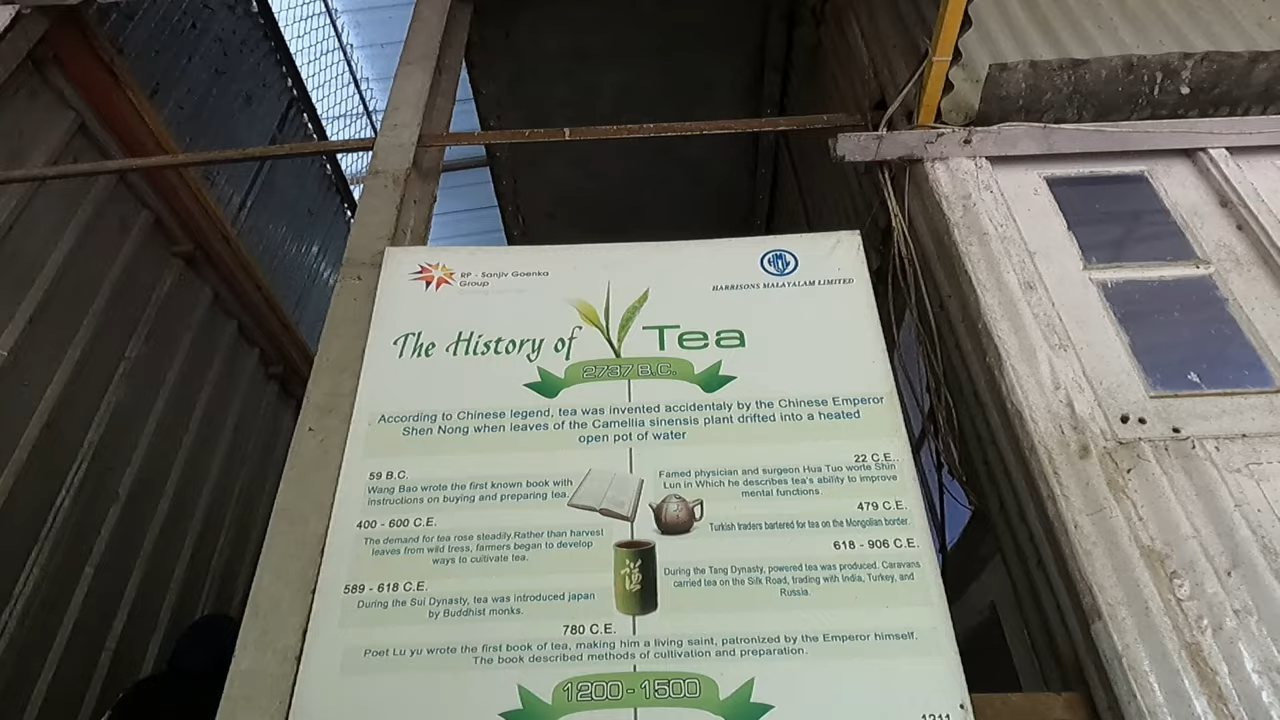 RP - Sanjiv Goenka
Group
HML
HARRISONS MALAYALAM LIMITED
The History of Tea
2737 B.C.
According to Chinese legend, tea was invented accidentaly by the Chinese Emperor
Shen Nong when leaves of the Camellia sinensis plant drifted into a heated
open pot of water
59 B.C.
Wang Bao wrote the first known book with
instructions on buying and preparing tea.
22 C.E..
Famed physician and surgeon Hua Tuo worte Shin
Lun in Which he describes tea's ability to improve
mental functions.
400 - 600 C.E.
The demand for tea rose steadily.Rather than harvest
leaves from wild tress, farmers began to develop
ways to cultivate tea.
479 C.E.
Turkish traders bartered for tea on the Mongolian border.
589 - 618 C.E.
During the Sui Dynasty, tea was introduced japan
by Buddhist monks.
618 - 906 C.E.
During the Tang Dynasty, powered tea was produced. Caravans
carried tea on the Silk Road, trading with India, Turkey, and
Russia.
780 C.E.
Poet Lu yu wrote the first book of tea, making him a living saint, patronized by the Emperor himself.
The book described methods of cultivation and preparation.
1200 - 1500
1211